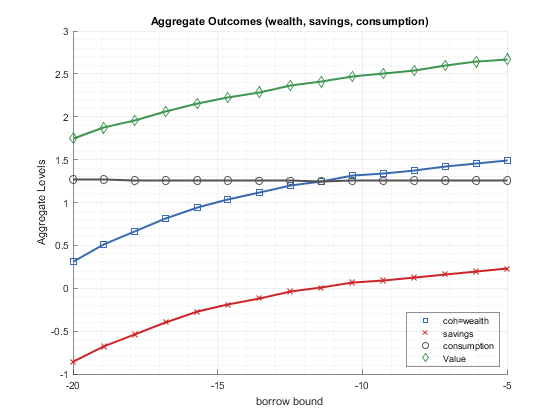 Aggregate Outcomes (wealth, savings, consumption)
3
2.5
2
1.5
1
0.5
0
-0.5
-1
Aggregate Levels
-20
-15
-10
-5
borrow bound
coh=wealth
savings
consumption
Value